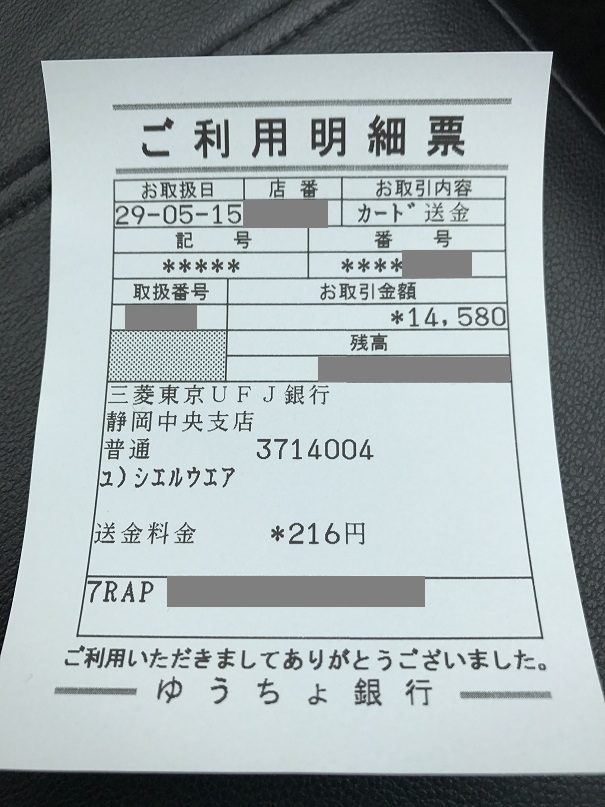 ご利用明細票
お取扱日 店番 お取引内容
29-05-15 カード送金
記号 番号
***** ****
取扱番号 お取引金額
*14,580
残高
三菱東京UFJ銀行
静岡中央支店
普通 3714004
ユ)シエルウエア
送金料金 *216円
7RAP
ご利用いただきましてありがとうございました。
ゆうちょ銀行